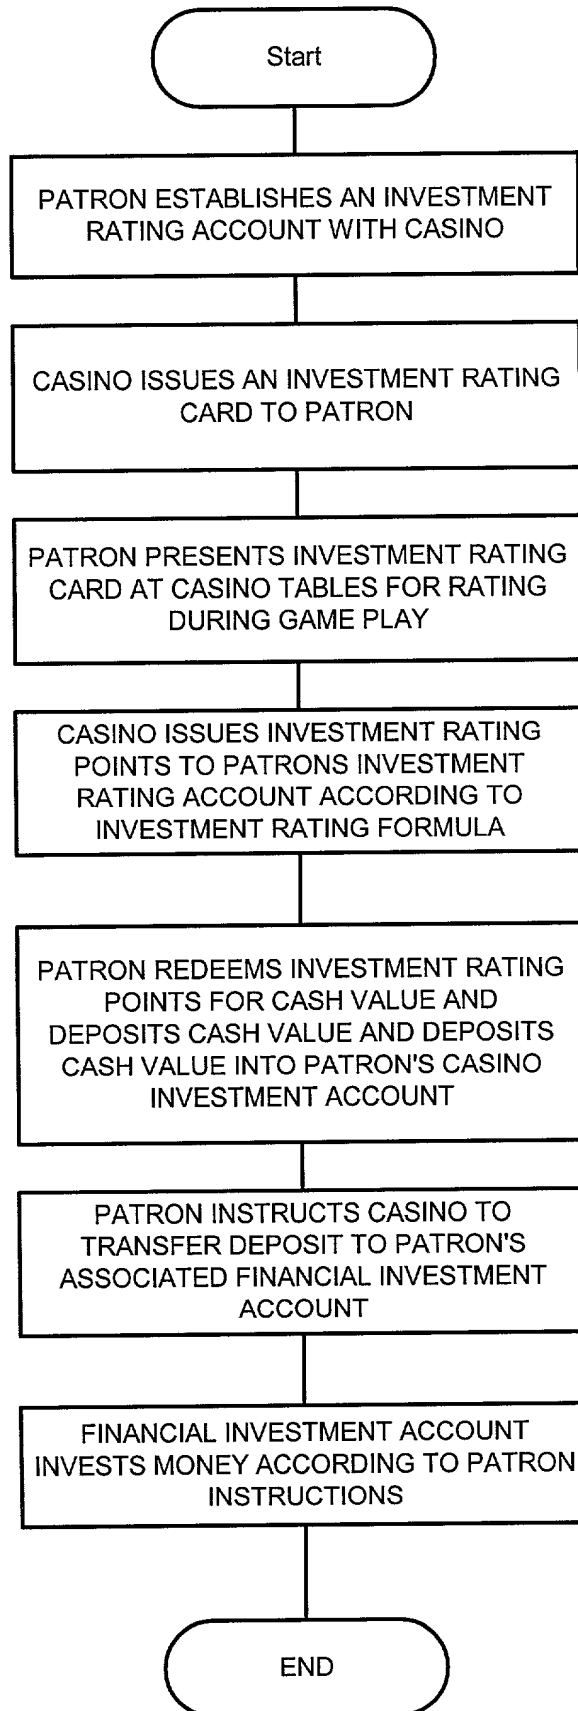 Start
PATRON ESTABLISHES AN INVESTMENT
RATING ACCOUNT WITH CASINO
CASINO ISSUES AN INVESTMENT RATING
CARD TO PATRON
PATRON PRESENTS INVESTMENT RATING
CARD AT CASINO TABLES FOR RATING
DURING GAME PLAY
CASINO ISSUES INVESTMENT RATING
POINTS TO PATRONS INVESTMENT
RATING ACCOUNT ACCORDING TO
INVESTMENT RATING FORMULA
PATRON REDEEMS INVESTMENT RATING
POINTS FOR CASH VALUE AND
DEPOSITS CASH VALUE AND DEPOSITS
CASH VALUE INTO PATRON'S CASINO
INVESTMENT ACCOUNT
PATRON INSTRUCTS CASINO TO
TRANSFER DEPOSIT TO PATRON'S
ASSOCIATED FINANCIAL INVESTMENT
ACCOUNT
FINANCIAL INVESTMENT ACCOUNT
INVESTS MONEY ACCORDING TO PATRON
INSTRUCTIONS
END